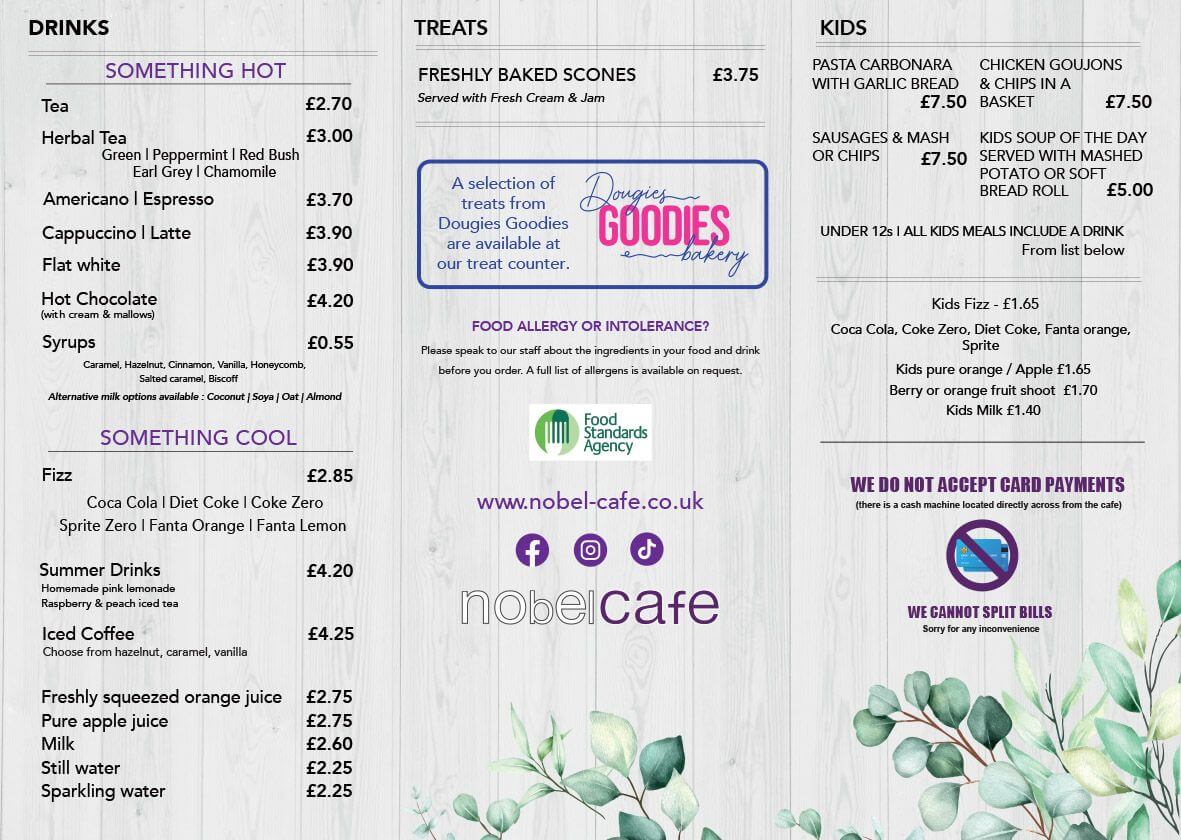 DRINKS
SOMETHING HOT
Tea £2.70
Herbal Tea £3.00
Green | Peppermint | Red Bush
Earl Grey | Chamomile
Americano | Espresso £3.70
Cappuccino | Latte £3.90
Flat white £3.90
Hot Chocolate £4.20
(with cream & mallows)
Syrups £0.55
Caramel, Hazelnut, Cinnamon, Vanilla, Honeycomb,
Salted caramel, Biscoff
Alternative milk options available : Coconut | Soya | Oat | Almond
SOMETHING COOL
Fizz £2.85
Coca Cola | Diet Coke | Coke Zero
Sprite Zero | Fanta Orange | Fanta Lemon
Summer Drinks £4.20
Homemade pink lemonade
Raspberry & peach iced tea
Iced Coffee £4.25
Choose from hazelnut, caramel, vanilla
Freshly squeezed orange juice £2.75
Pure apple juice £2.75
Milk £2.60
Still water £2.25
Sparkling water £2.25
TREATS
FRESHLY BAKED SCONES £3.75
Served with Fresh Cream & Jam
A selection of
treats from
Dougies Goodies
are available at
our treat counter.
Dougies
GOODIES
bakery
FOOD ALLERGY OR INTOLERANCE?
Please speak to our staff about the ingredients in your food and drink
before you order. A full list of allergens is available on request.
Food
Standards
Agency
www.nobel-cafe.co.uk
nobelcafe
KIDS
PASTA CARBONARA
WITH GARLIC BREAD
£7.50
CHICKEN GOUJONS
& CHIPS IN A
BASKET £7.50
SAUSAGES & MASH
OR CHIPS £7.50
KIDS SOUP OF THE DAY
SERVED WITH MASHED
POTATO OR SOFT
BREAD ROLL £5.00
UNDER 12s | ALL KIDS MEALS INCLUDE A DRINK
From list below
Kids Fizz - £1.65
Coca Cola, Coke Zero, Diet Coke, Fanta orange,
Sprite
Kids pure orange / Apple £1.65
Berry or orange fruit shoot £1.70
Kids Milk £1.40
WE DO NOT ACCEPT CARD PAYMENTS
(there is a cash machine located directly across from the cafe)
WE CANNOT SPLIT BILLS
Sorry for any inconvenience